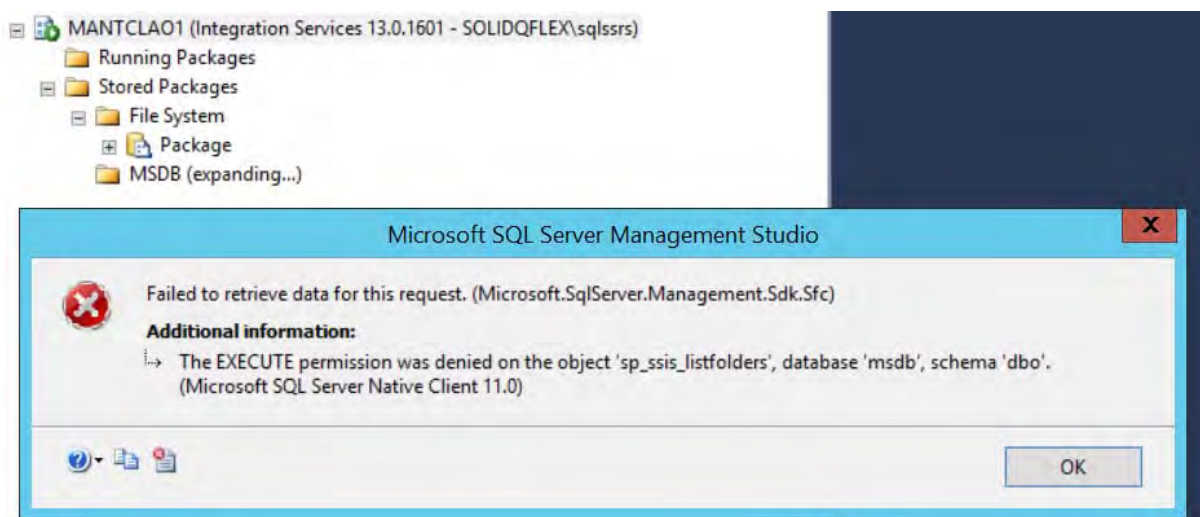 MANTCLAO1 (Integration Services 13.0.1601 - SOLIDQFLEX\sqlssrs)
Running Packages
Stored Packages
File System
Package
MSDB (expanding...)
Microsoft SQL Server Management Studio
X
Failed to retrieve data for this request. (Microsoft.SqlServer.Management.Sdk.Sfc)
Additional information:
The EXECUTE permission was denied on the object 'sp_ssis_listfolders', database 'msdb', schema 'dbo'.
(Microsoft SQL Server Native Client 11.0)
OK